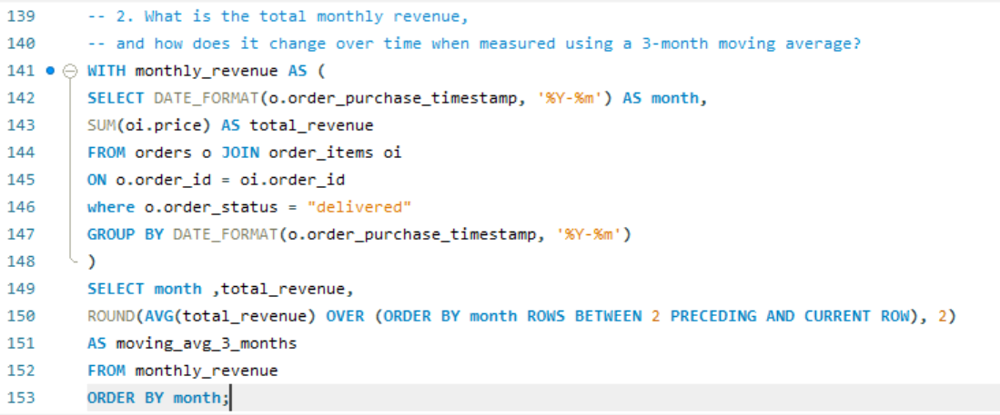 139 -- 2. What is the total monthly revenue,
140 -- and how does it change over time when measured using a 3-month moving average?
141 WITH monthly_revenue AS (
142 SELECT DATE_FORMAT(o.order_purchase_timestamp, '%Y-%m') AS month,
143 SUM(oi.price) AS total_revenue
144 FROM orders o JOIN order_items oi
145 ON o.order_id = oi.order_id
146 where o.order_status = "delivered"
147 GROUP BY DATE_FORMAT(o.order_purchase_timestamp, '%Y-%m')
148 )
149 SELECT month ,total_revenue,
150 ROUND(AVG(total_revenue) OVER (ORDER BY month ROWS BETWEEN 2 PRECEDING AND CURRENT ROW), 2)
151 AS moving_avg_3_months
152 FROM monthly_revenue
153 ORDER BY month;